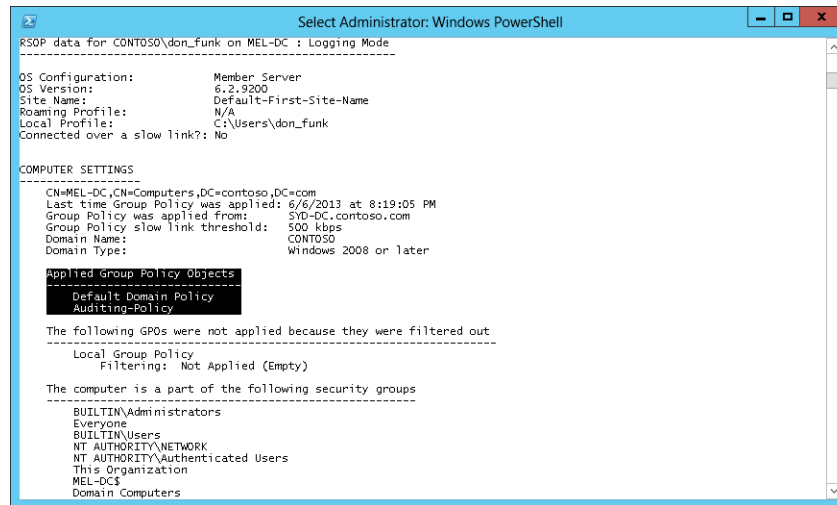 Select Administrator: Windows PowerShell
RSOP data for CONTOSO\don_funk on MEL-DC : Logging Mode
-------------------------------------------------------
OS Configuration: Member Server
OS Version: 6.2.9200
Site Name: Default-First-Site-Name
Roaming Profile: N/A
Local Profile: C:\Users\don_funk
Connected over a slow link?: No
COMPUTER SETTINGS
------------------
CN=MEL-DC,CN=Computers,DC=contoso,DC=com
Last time Group Policy was applied: 6/6/2013 at 8:19:05 PM
Group Policy was applied from: SYD-DC.contoso.com
Group Policy slow link threshold: 500 kbps
Domain Name: CONTOSO
Domain Type: Windows 2008 or later
Applied Group Policy Objects
-----------------------------
Default Domain Policy
Auditing-Policy
The following GPOs were not applied because they were filtered out
-------------------------------------------------------------------
Local Group Policy
Filtering: Not Applied (Empty)
The computer is a part of the following security groups
-------------------------------------------------------
BUILTIN\Administrators
Everyone
BUILTIN\Users
NT AUTHORITY\NETWORK
NT AUTHORITY\Authenticated Users
This Organization
MEL-DC$
Domain Computers